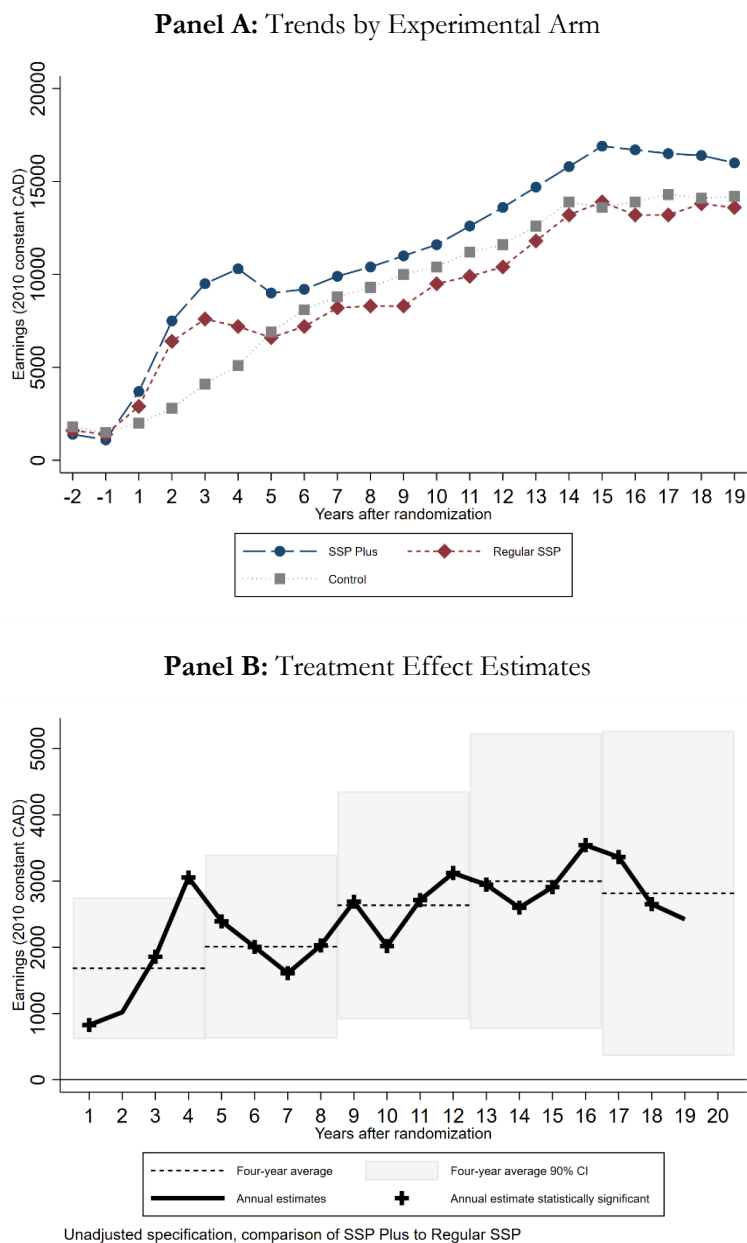 Panel A: Trends by Experimental Arm
Earnings (2010 constant CAD)
20000
15000
10000
5000
0
-2 -1 1 2 3 4 5 6 7 8 9 10 11 12 13 14 15 16 17 18 19
Years after randomization
SSP Plus Regular SSP
Control
Panel B: Treatment Effect Estimates
Earnings (2010 constant CAD)
5000
4000
3000
2000
1000
0
1 2 3 4 5 6 7 8 9 10 11 12 13 14 15 16 17 18 19 20
Years after randomization
Four-year average Four-year average 90% CI
Annual estimates Annual estimate statistically significant
Unadjusted specification, comparison of SSP Plus to Regular SSP